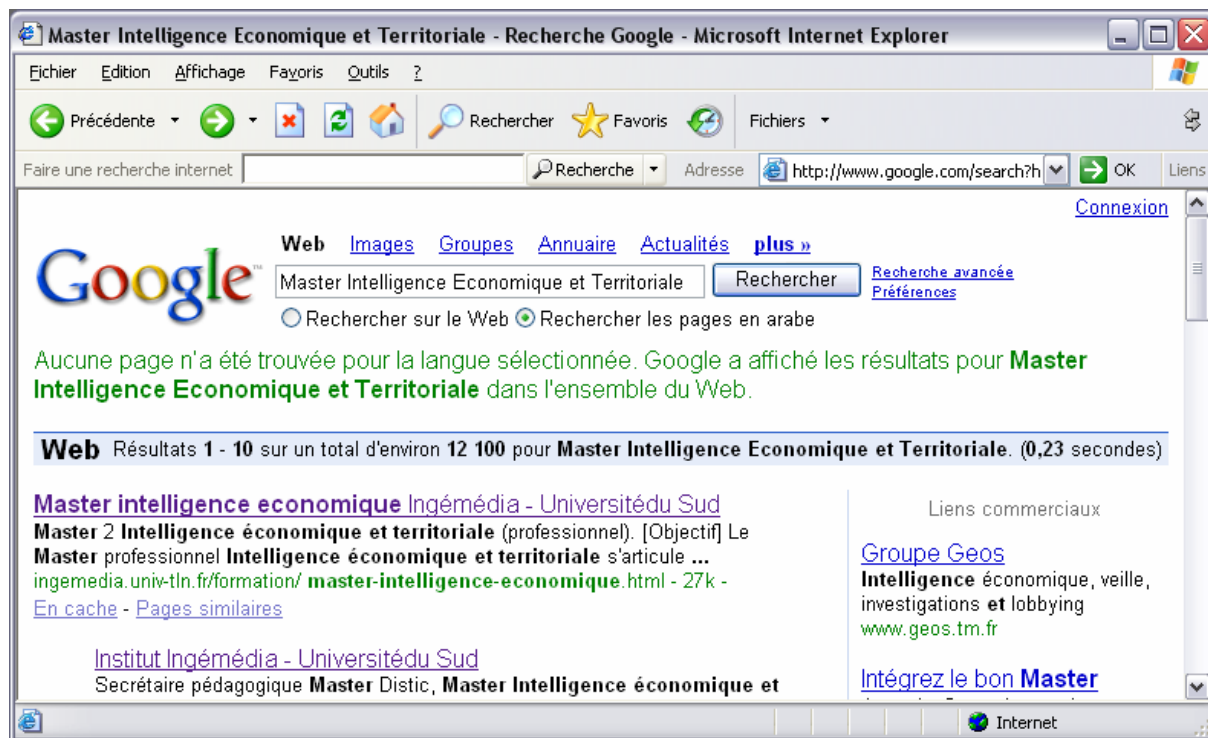 Master Intelligence Economique et Territoriale - Recherche Google - Microsoft Internet Explorer
Fichier Edition Affichage Favoris Outils ?
Précédente Rechercher Favoris Fichiers
Faire une recherche internet Recherche Adresse http://www.google.com/search?h OK Liens
Connexion
Web Images Groupes Annuaire Actualités plus »
Google™
Master Intelligence Economique et Territoriale Rechercher Recherche avancée
Préférences
Rechercher sur le Web Rechercher les pages en arabe
Aucune page n'a été trouvée pour la langue sélectionnée. Google a affiché les résultats pour Master
Intelligence Economique et Territoriale dans l'ensemble du Web.
Web Résultats 1 - 10 sur un total d'environ 12 100 pour Master Intelligence Economique et Territoriale. (0,23 secondes)
Master intelligence economique Ingémédia - Universitédu Sud
Master 2 Intelligence économique et territoriale (professionnel). [Objectif] Le
Master professionnel Intelligence économique et territoriale s'articule ...
ingemedia.univ-tln.fr/formation/ master-intelligence-economique.html - 27k -
En cache - Pages similaires
Institut Ingémédia - Universitédu Sud
Secrétaire pédagogique Master Distic, Master Intelligence économique et
Liens commerciaux
Groupe Geos
Intelligence économique, veille,
investigations et lobbying
www.geos.tm.fr
Intégrez le bon Master
Internet